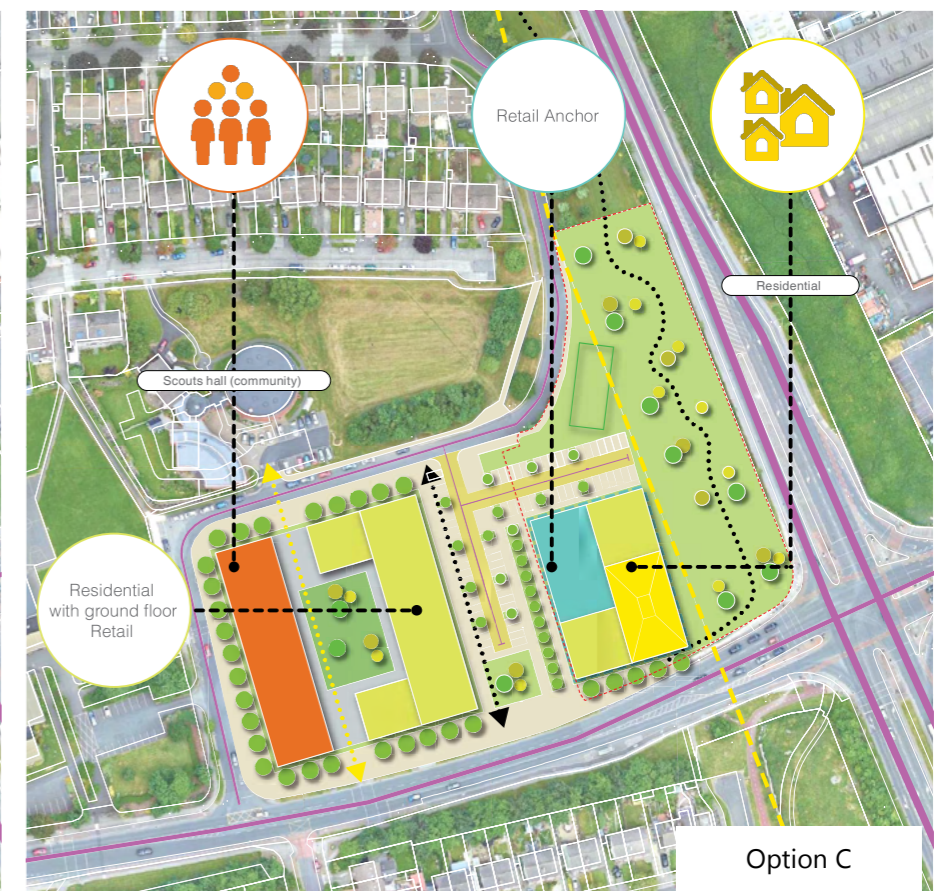 Retail Anchor
Residential
Scouts hall (community)
Residential
with ground floor
Retail
Option C